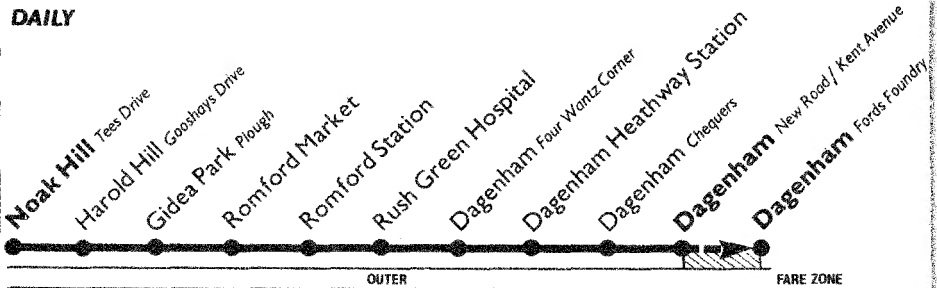 DAILY
Noak Hill Tees Drive
Harold Hill Gooshays Drive
Gidea Park Plough
Romford Market
Romford Station
Rush Green Hospital
Dagenham Four Wantz Corner
Dagenham Heathway Station
Dagenham Chequers
Dagenham New Road / Kent Avenue
Dagenham Fords Foundry
OUTER
FARE ZONE